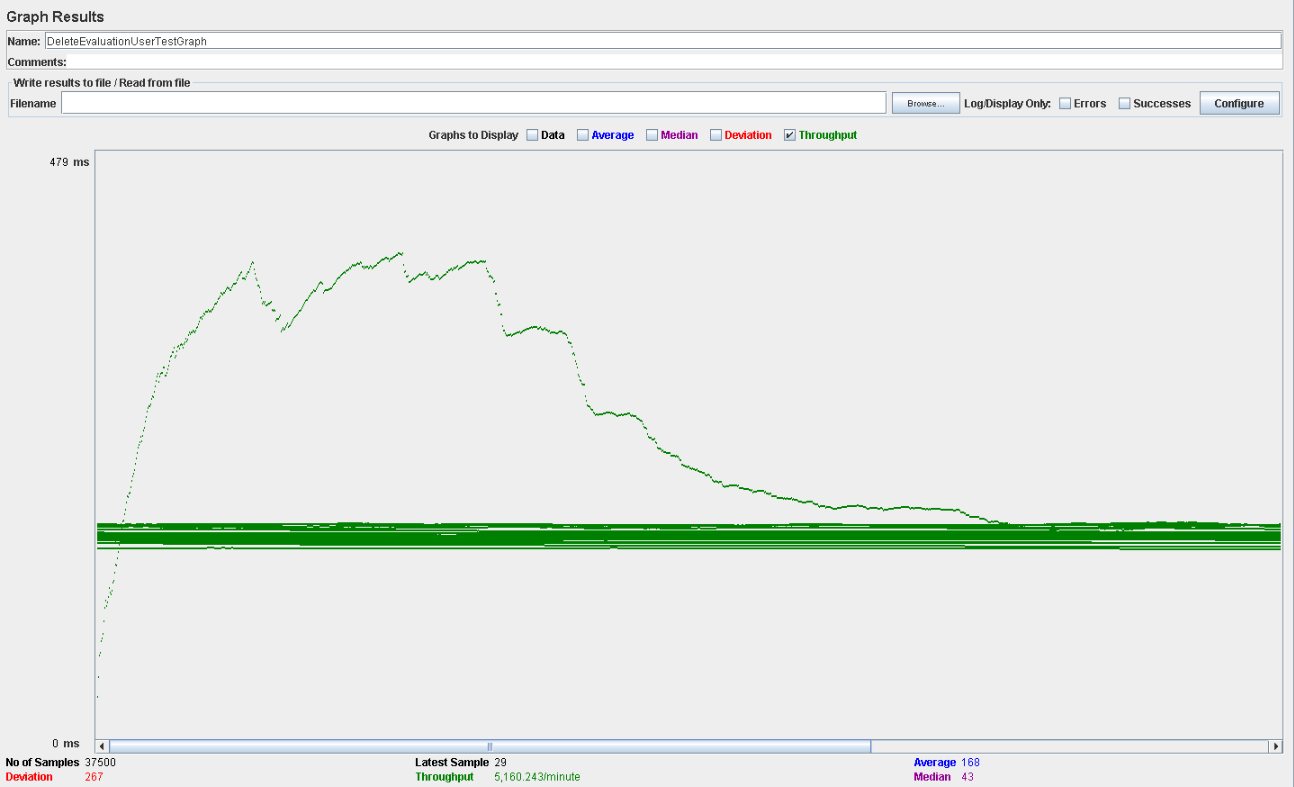 Graph Results
Name: DeleteEvaluationUserTestGraph
Comments:
Write results to file / Read from file
Filename Browse... Log/Display Only: Errors Successes Configure
Graphs to Display Data Average Median Deviation Throughput
479 ms
0 ms
No of Samples 37500 Latest Sample 29 Average 168
Deviation 267 Throughput 5,160.243/minute Median 43